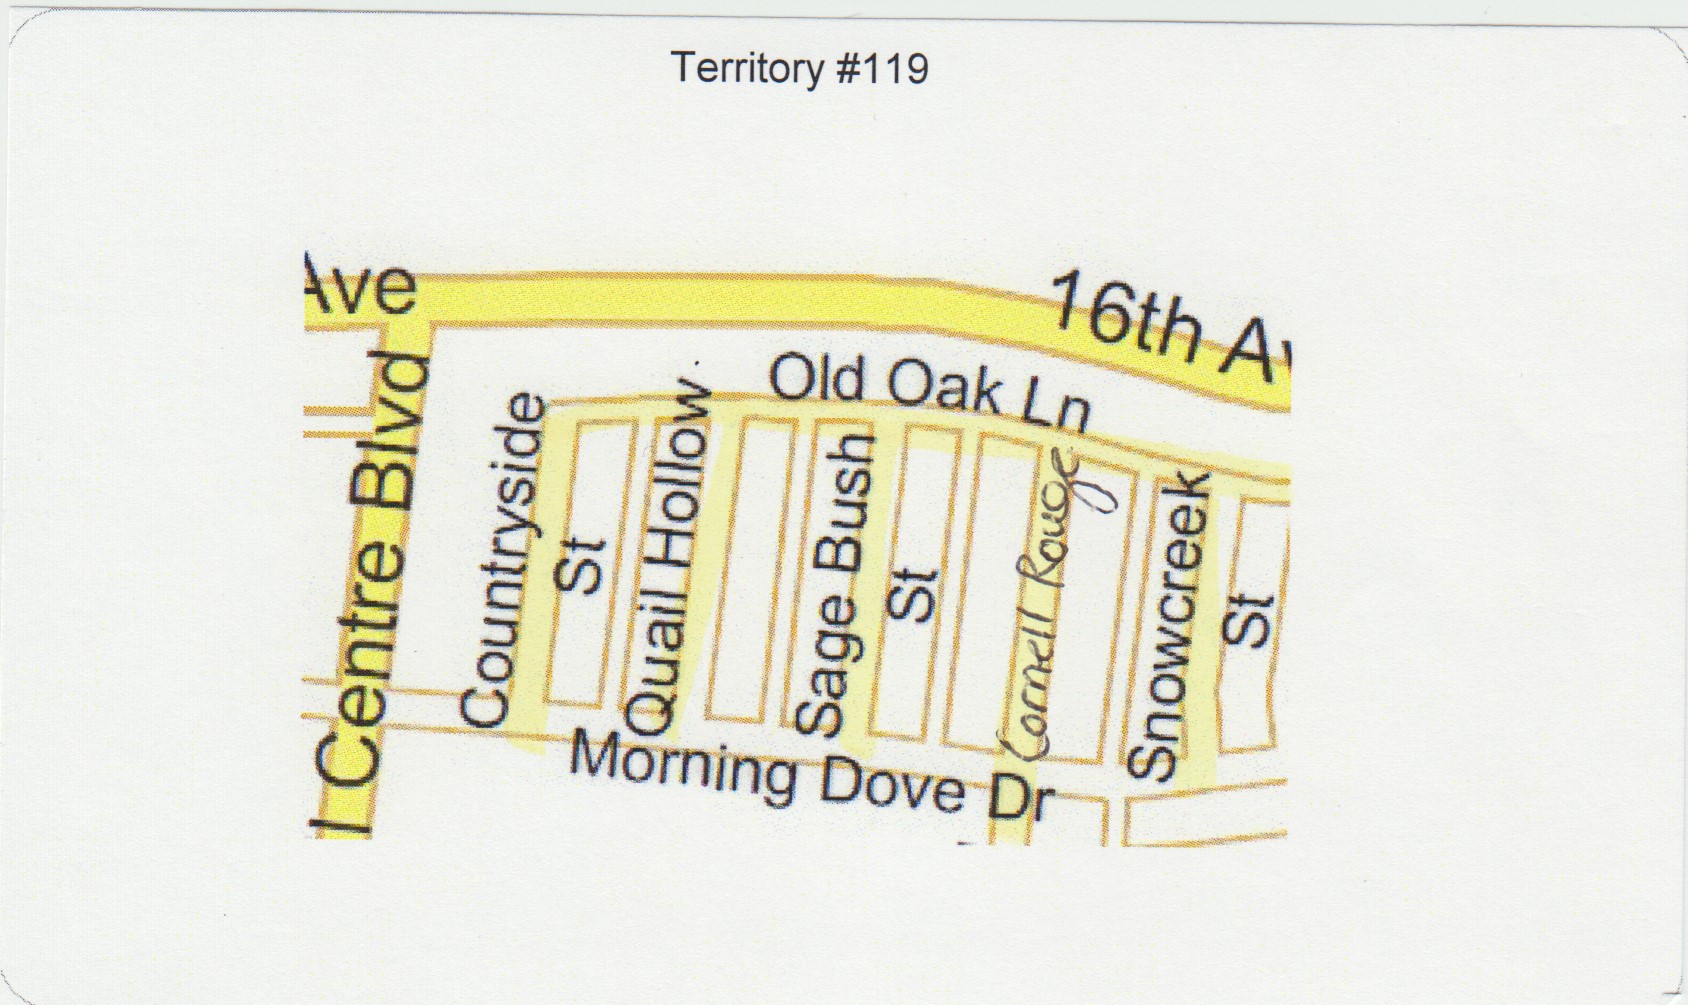 Territory #119
Ave
16th Av
Old Oak Ln
l Centre Blvd
Countryside
St
Quail Hollow
Sage Bush
St
Cornell Rouge
Snowcreek
St
Morning Dove Dr